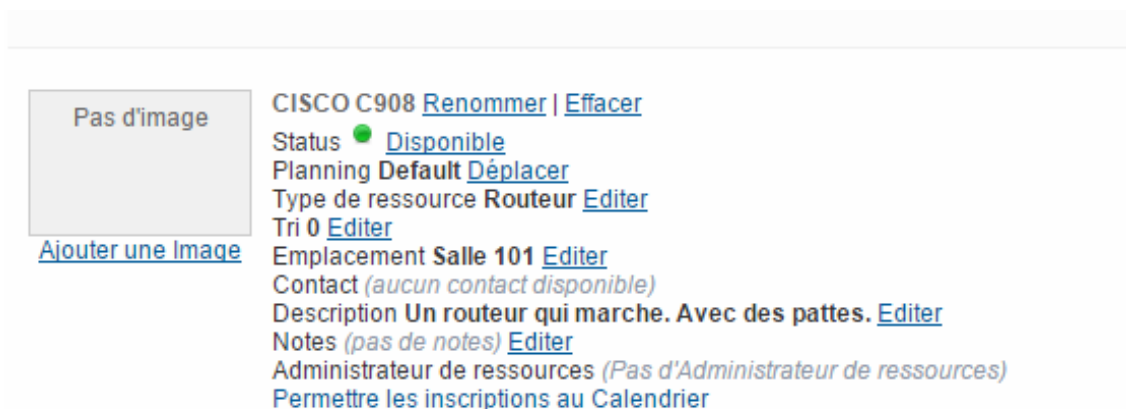 Pas d'image
Ajouter une Image
CISCO C908 Renommer | Effacer
Status Disponible
Planning Default Déplacer
Type de ressource Routeur Editer
Tri 0 Editer
Emplacement Salle 101 Editer
Contact (aucun contact disponible)
Description Un routeur qui marche. Avec des pattes. Editer
Notes (pas de notes) Editer
Administrateur de ressources (Pas d'Administrateur de ressources)
Permettre les inscriptions au Calendrier